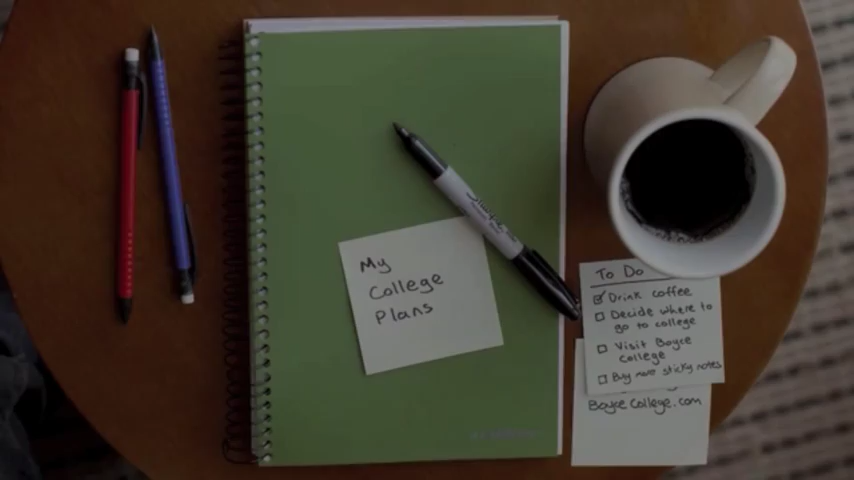 My
College
Plans
To Do
Drink coffee
Decide where to
go to college
Visit Boyce
college
Buy more sticky notes
BoyceCollege.com
Sharpie